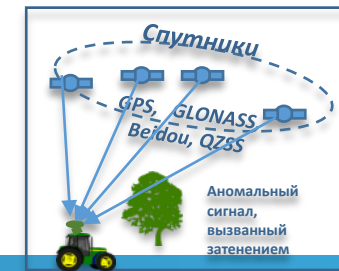 Спутники
GPS, GLONASS
Beidou, QZSS
Аномальный
сигнал,
вызванный
затенением